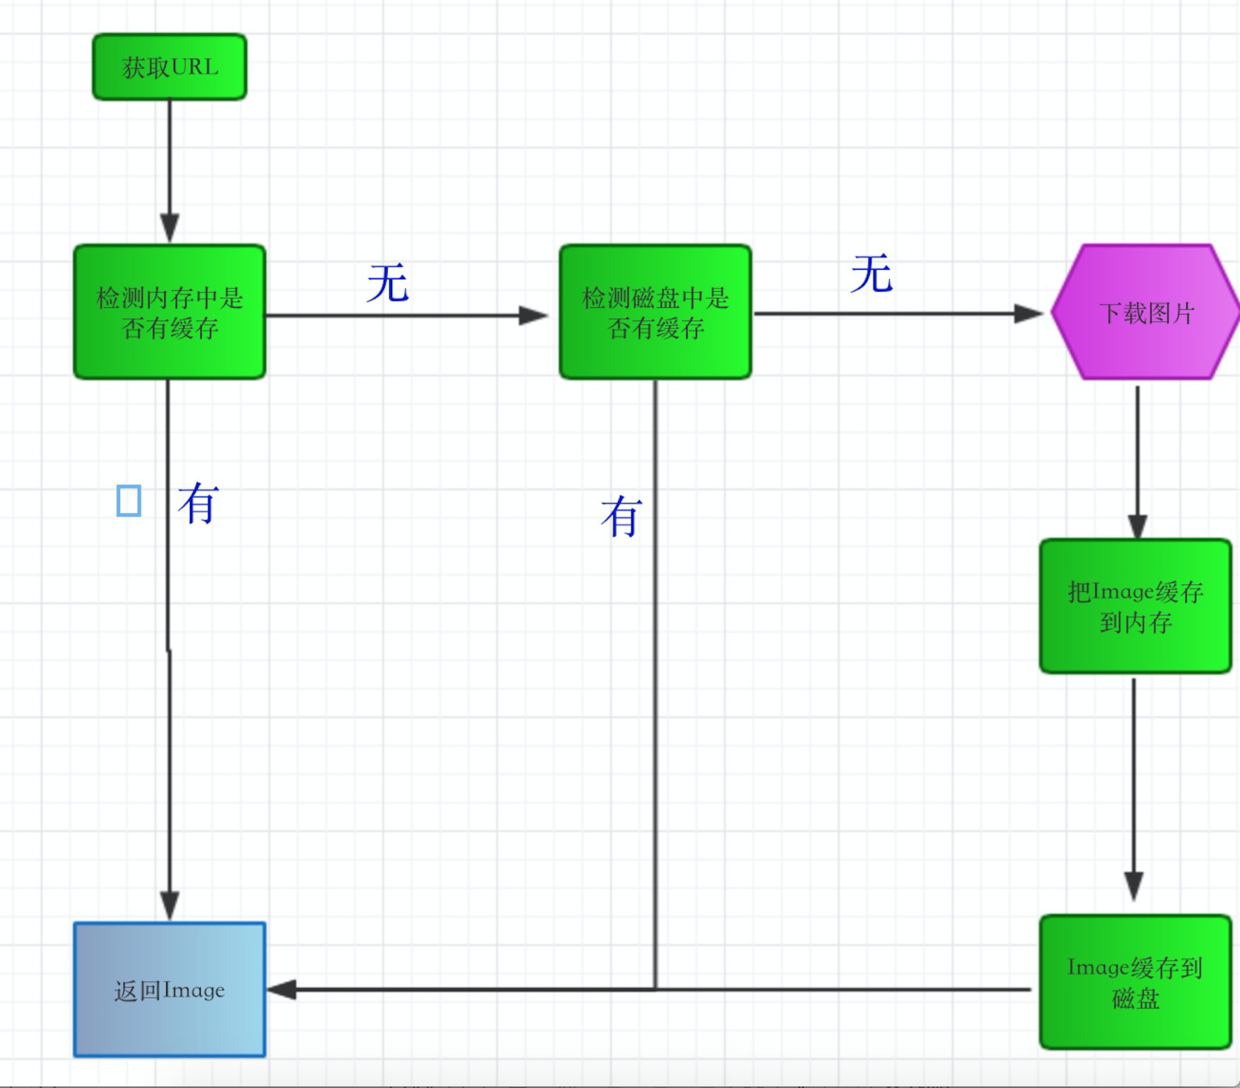 获取URL
检测内存中是
否有缓存
无
检测磁盘中是
否有缓存
无
下载图片
有
有
把Image缓存
到内存
返回Image
Image缓存到
磁盘